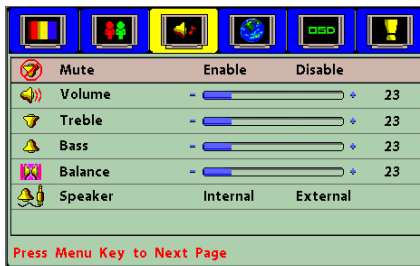 OSD
Mute Enable Disable
Volume - + 23
Treble - + 23
Bass - + 23
Balance - + 23
Speaker Internal External
Press Menu Key to Next Page